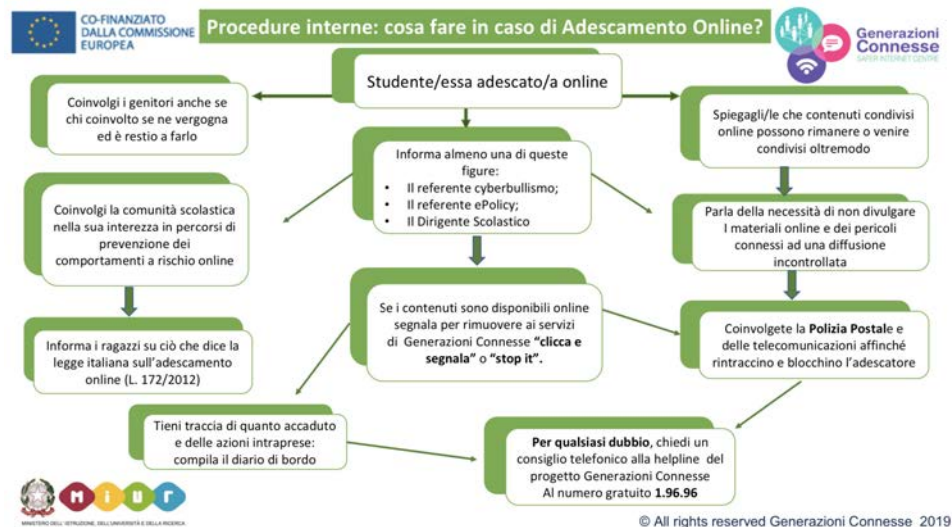 CO-FINANZIATO
DALLA COMMISSIONE
EUROPEA
Procedure interne: cosa fare in caso di Adescamento Online?
Generazioni
Connesse
SAFER INTERNET CENTRE
Studente/essa adescato/a online
Coinvolgi i genitori anche se
chi coinvolto se ne vergogna
ed è restio a farlo
Informa almeno una di queste
figure:
• Il referente cyberbullismo;
• Il referente ePolicy;
• Il Dirigente Scolastico
Spiegagli/le che contenuti condivisi
online possono rimanere o venire
condivisi oltremodo
Coinvolgi la comunità scolastica
nella sua interezza in percorsi di
prevenzione dei
comportamenti a rischio online
Parla della necessità di non divulgare
I materiali online e dei pericoli
connessi ad una diffusione
incontrollata
Se i contenuti sono disponibili online
segnala per rimuovere ai servizi
di Generazioni Connesse "clicca e
segnala" o "stop it".
Informa i ragazzi su ciò che dice la
legge italiana sull'adescamento
online (L. 172/2012)
Coinvolgete la Polizia Postale e
delle telecomunicazioni affinché
rintraccino e blocchino l'adescatore
Tieni traccia di quanto accaduto
e delle azioni intraprese:
compila il diario di bordo
Per qualsiasi dubbio, chiedi un
consiglio telefonico alla helpline del
progetto Generazioni Connesse
Al numero gratuito 1.96.96
miur
MINISTERO DELL'ISTRUZIONE, DELL'UNIVERSITÀ E DELLA RICERCA
© All rights reserved Generazioni Connesse 2019